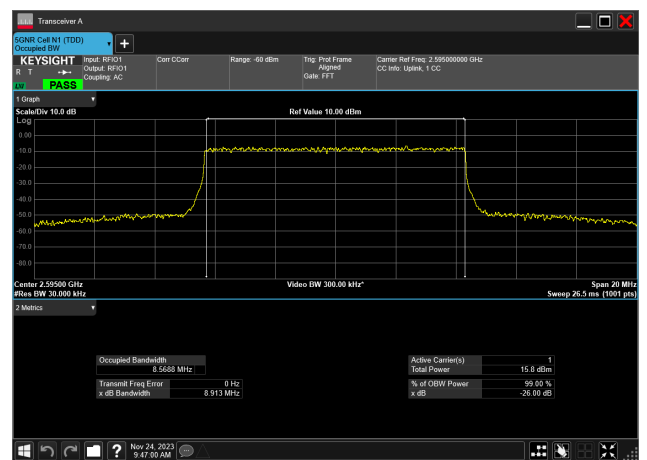 Transceiver A
5GNR Cell N1 (TDD)
Occupied BW
KEYSIGHT
R T
LV
PASS
Input: RFIO1
Output: RFIO1
Coupling: AC
Corr CCorr
Range: -60 dBm
Trig: Prot Frame
Aligned
Gate: FFT
Carrier Ref Freq: 2.595000000 GHz
CC Info: Uplink, 1 CC
1 Graph
Scale/Div 10.0 dB
Ref Value 10.00 dBm
Log
0.00
-10.0
-20.0
-30.0
-40.0
-50.0
-60.0
-70.0
-80.0
Center 2.59500 GHz
Video BW 300.00 kHz*
Span 20 MHz
#Res BW 30.000 kHz
Sweep 26.5 ms (1001 pts)
2 Metrics
Occupied Bandwidth
8.5688 MHz
Transmit Freq Error 0 Hz
x dB Bandwidth 8.913 MHz
Active Carrier(s) 1
Total Power 15.8 dBm
% of OBW Power 99.00 %
x dB -26.00 dB
Nov 24, 2023
9:47:00 AM